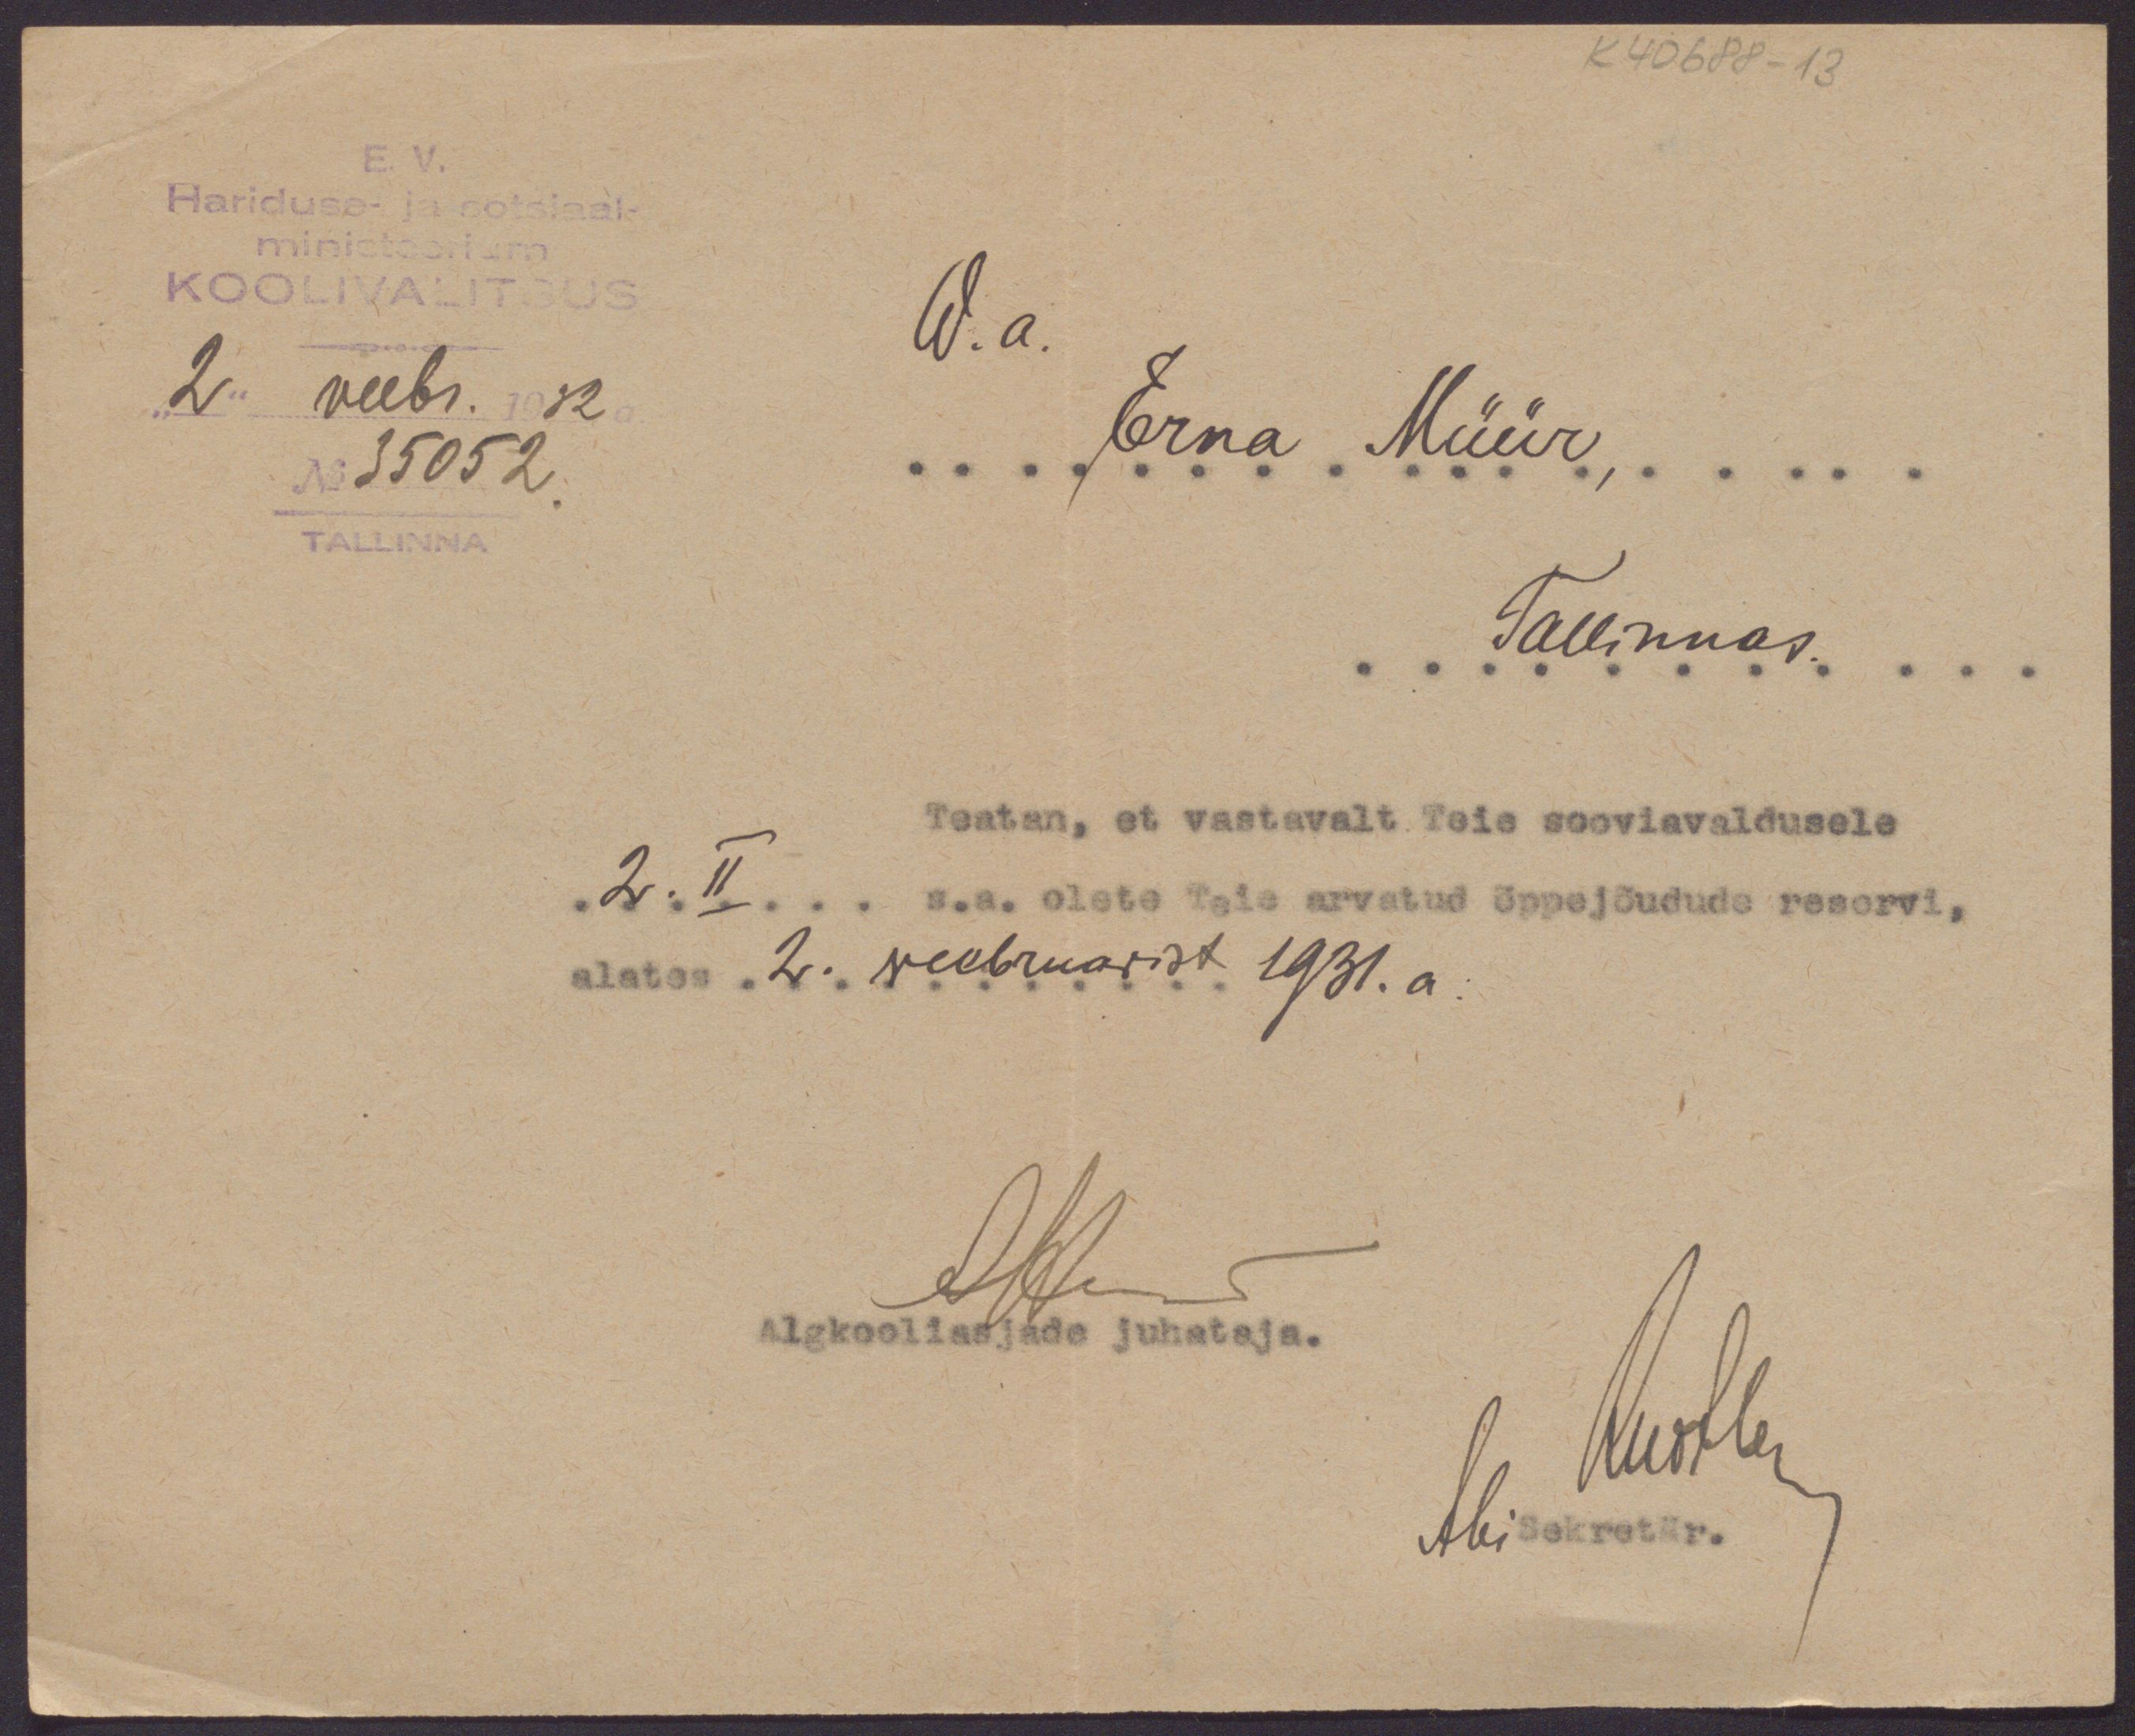 K 40688-13
E. V.
Hariduse- ja sotsiaal-
ministeerium
KOOLIVALITSUS
„2" veebr. 1932 a
№ 35052.
TALLINNA
W. a.
Erna Müür,
Tallinnas.
Teatan, et vastavalt Teie sooviavaldusele
2. II s.a. olete Teie arvatud õppejõudude reservi,
alates 2. veebruarist 1931. a.
Algkooliasjade juhataja.
Abi Sekretär.